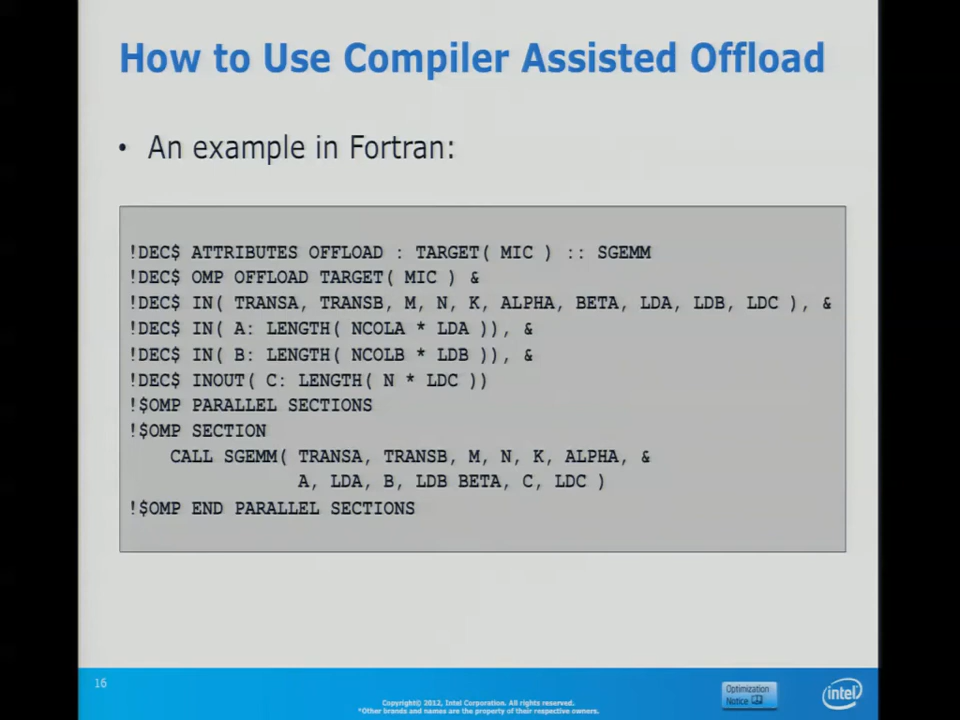 How to Use Compiler Assisted Offload
• An example in Fortran:
!DEC$ ATTRIBUTES OFFLOAD : TARGET( MIC ) :: SGEMM
!DEC$ OMP OFFLOAD TARGET( MIC ) &
!DEC$ IN( TRANSA, TRANSB, M, N, K, ALPHA, BETA, LDA, LDB, LDC ), &
!DEC$ IN( A: LENGTH( NCOLA * LDA )), &
!DEC$ IN( B: LENGTH( NCOLB * LDB )), &
!DEC$ INOUT( C: LENGTH( N * LDC ))
!$OMP PARALLEL SECTIONS
!$OMP SECTION
CALL SGEMM( TRANSA, TRANSB, M, N, K, ALPHA, &
A, LDA, B, LDB BETA, C, LDC )
!$OMP END PARALLEL SECTIONS
16
Copyright© 2012, Intel Corporation. All rights reserved.
*Other brands and names are the property of their respective owners.
Optimization
Notice
intel